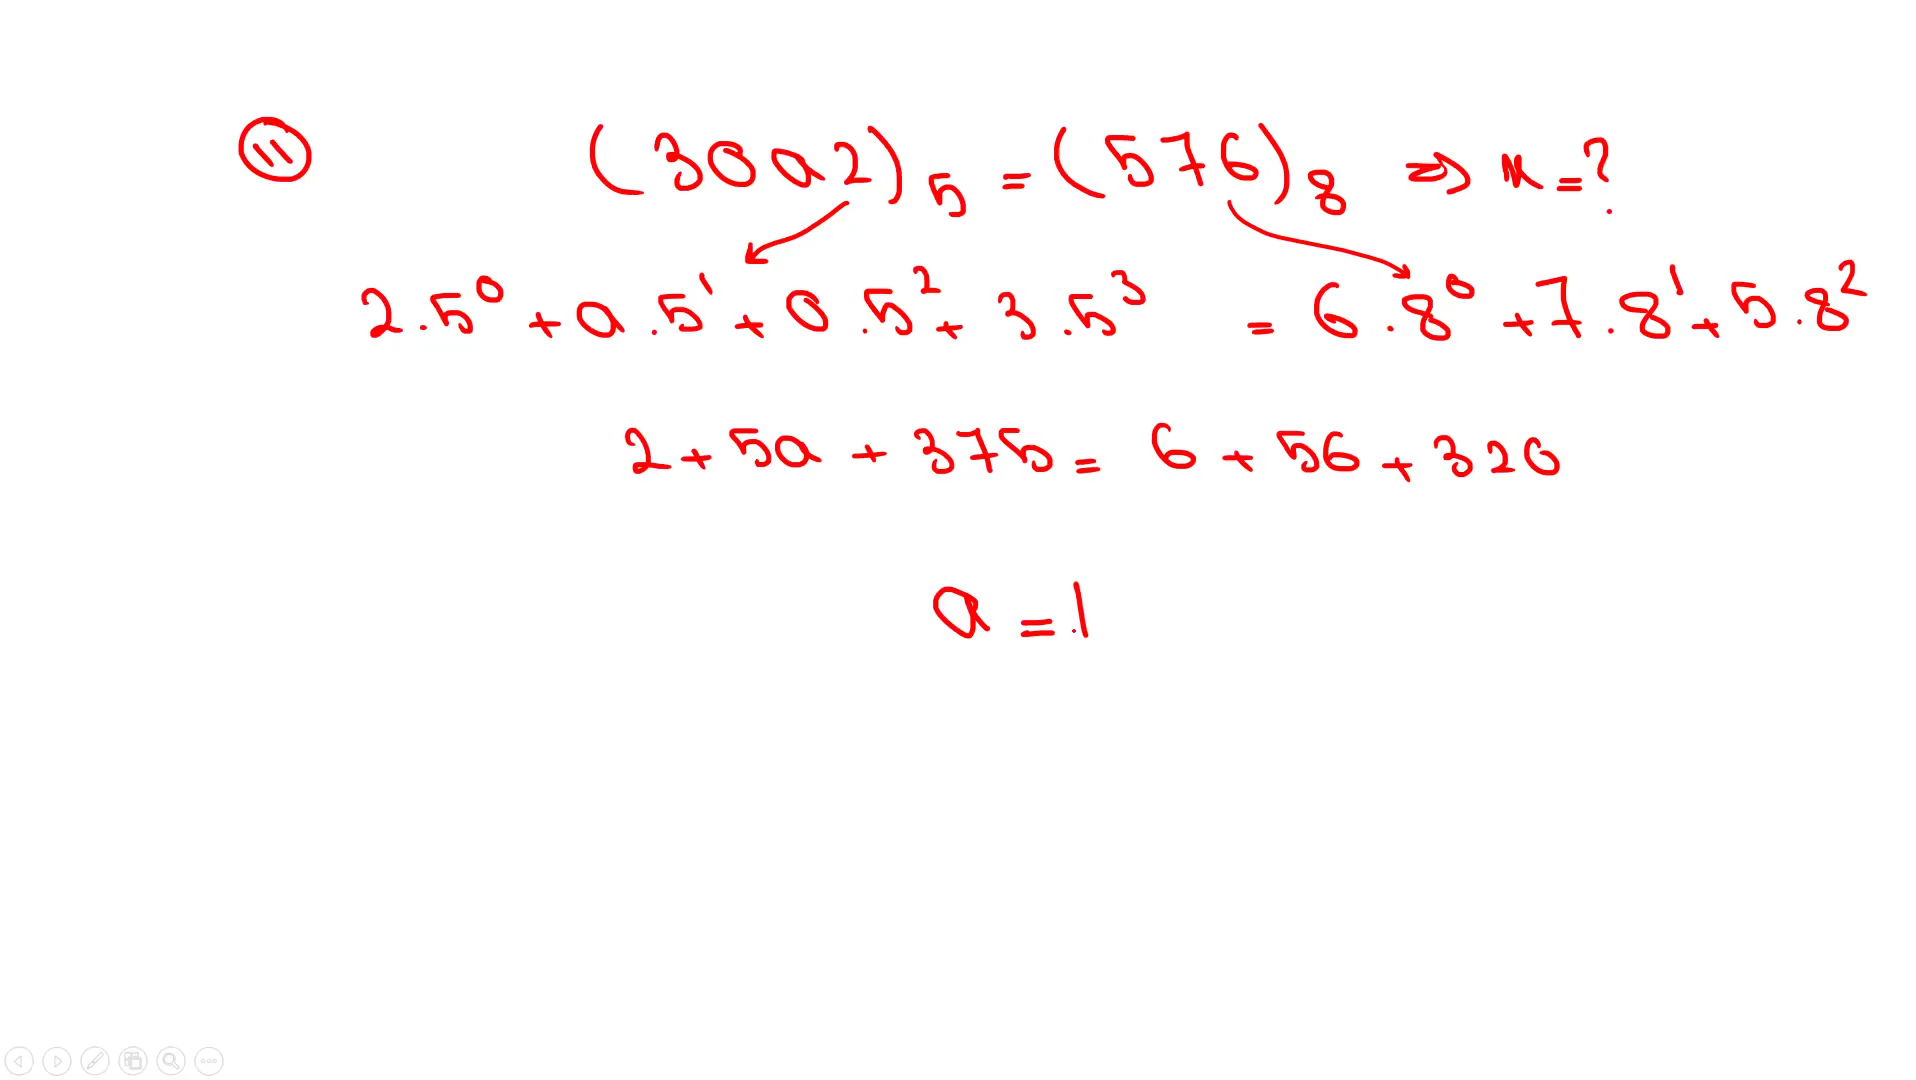 11 (30a2)₅ = (576)₈ ⇒ x = ?
2.5⁰ + a.5¹ + 0.5² + 3.5³ = 6.8⁰ + 7.8¹ + 5.8²
2 + 5a + 375 = 6 + 56 + 320
a = 1